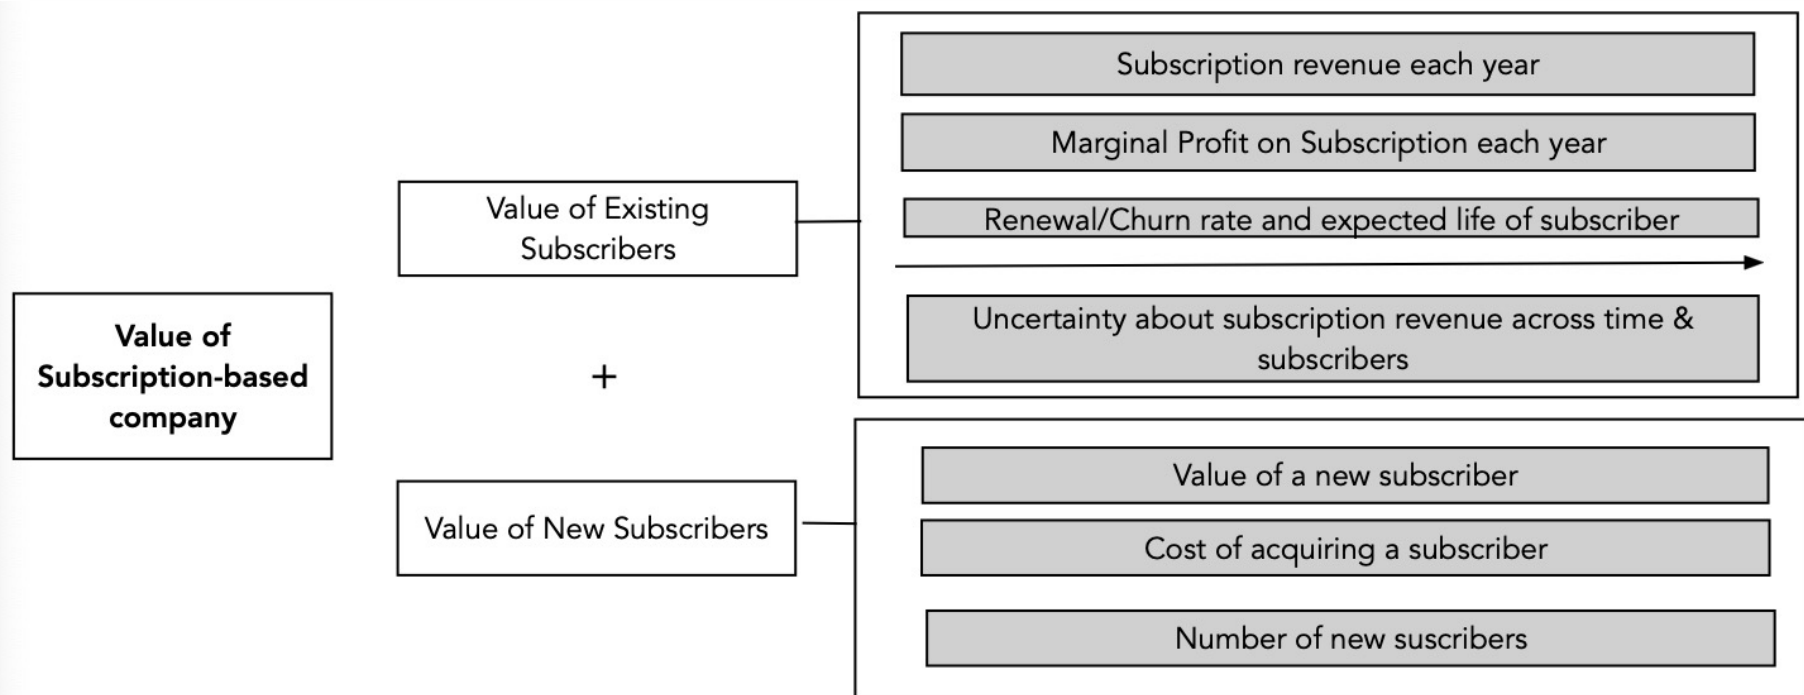 Subscription revenue each year
Marginal Profit on Subscription each year
Value of Existing
Subscribers
Renewal/Churn rate and expected life of subscriber
Uncertainty about subscription revenue across time &
subscribers
Value of
Subscription-based
company
+
Value of New Subscribers
Value of a new subscriber
Cost of acquiring a subscriber
Number of new suscribers